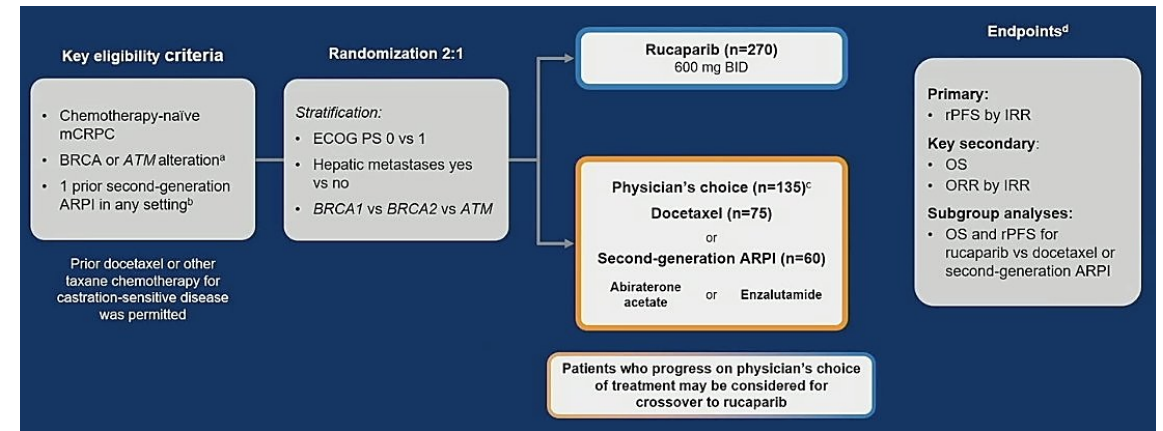 Key eligibility criteria
• Chemotherapy-naïve
mCRPC
• BRCA or ATM alterationᵃ
• 1 prior second-generation
ARPI in any settingᵇ
Prior docetaxel or other
taxane chemotherapy for
castration-sensitive disease
was permitted
Randomization 2:1
Stratification:
• ECOG PS 0 vs 1
• Hepatic metastases yes
vs no
• BRCA1 vs BRCA2 vs ATM
Rucaparib (n=270)
600 mg BID
Physician’s choice (n=135)ᶜ
Docetaxel (n=75)
or
Second-generation ARPI (n=60)
Abiraterone
acetate
or
Enzalutamide
Patients who progress on physician’s choice
of treatment may be considered for
crossover to rucaparib
Endpointsᵈ
Primary:
• rPFS by IRR
Key secondary:
• OS
• ORR by IRR
Subgroup analyses:
• OS and rPFS for
rucaparib vs docetaxel or
second-generation ARPI